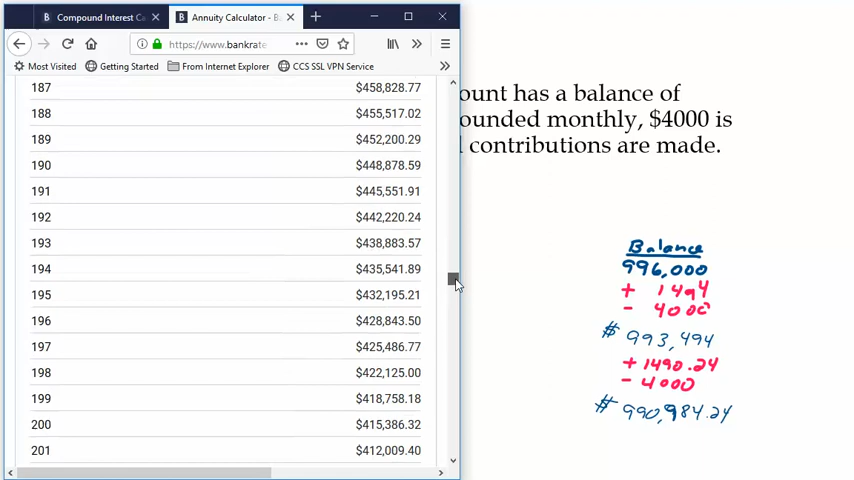 Compound Interest Ca
Annuity Calculator - B
https://www.bankrate
Most Visited Getting Started From Internet Explorer CCS SSL VPN Service
187 $458,828.77
188 $455,517.02
189 $452,200.29
190 $448,878.59
191 $445,551.91
192 $442,220.24
193 $438,883.57
194 $435,541.89
195 $432,195.21
196 $428,843.50
197 $425,486.77
198 $422,125.00
199 $418,758.18
200 $415,386.32
201 $412,009.40
ount has a balance of
ounded monthly, $4000 is
l contributions are made.
Balance
996,000
+ 1494
- 4000
$ 993,494
+1490.24
- 4000
$ 990,984.24